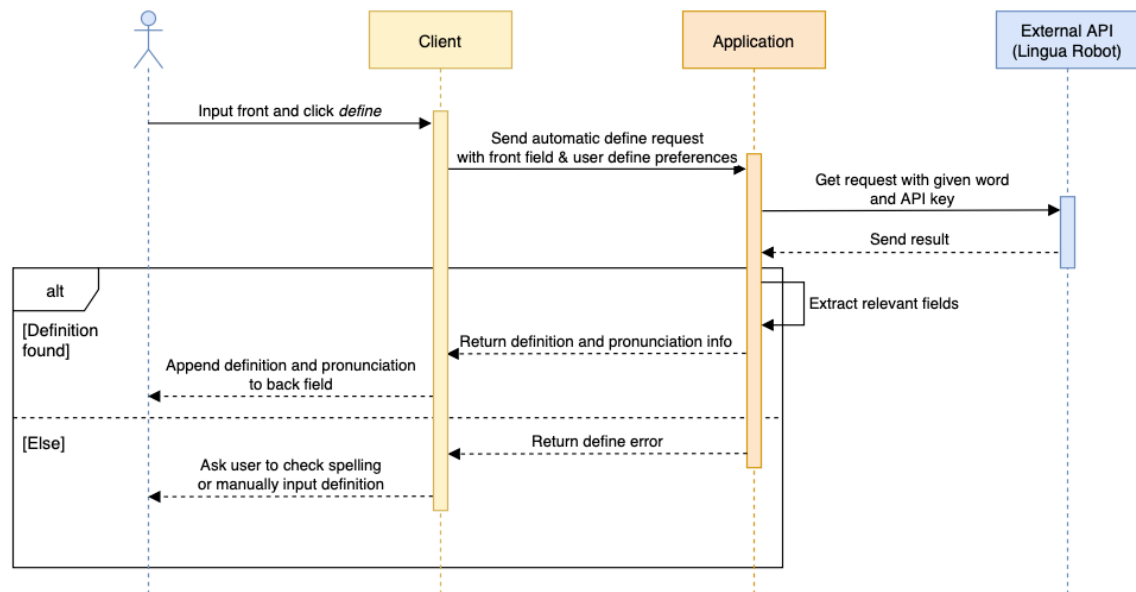 Client
Application
External API
(Lingua Robot)
Input front and click define
Send automatic define request
with front field & user define preferences
Get request with given word
and API key
Send result
alt
Extract relevant fields
[Definition
found]
Return definition and pronunciation info
Append definition and pronunciation
to back field
[Else]
Return define error
Ask user to check spelling
or manually input definition